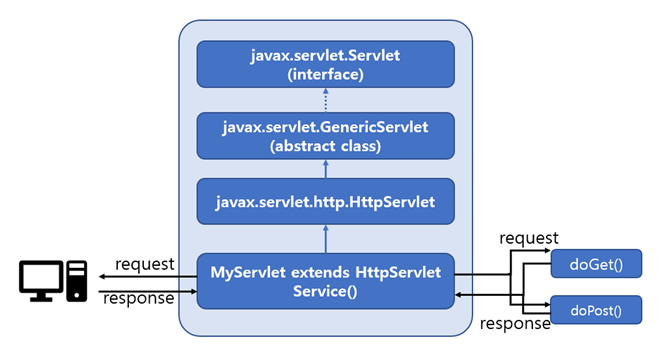 javax.servlet.Servlet
(interface)
javax.servlet.GenericServlet
(abstract class)
javax.servlet.http.HttpServlet
request
response
MyServlet extends HttpServlet
Service()
request
doGet()
doPost()
response